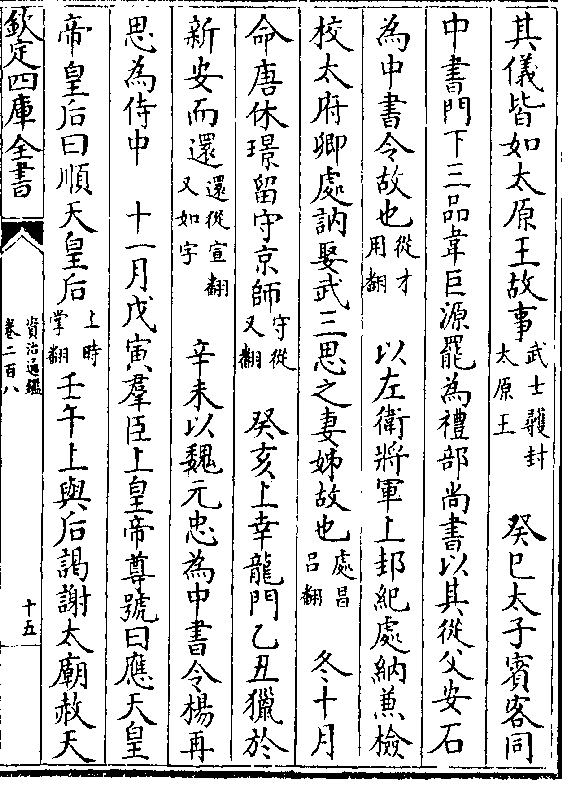 其儀皆如太原王故事武士彠封太原王　癸巳太子賓客同
中書門下三品韋巨源罷為禮部尚書以其從父安石
為中書令故也從才用翻　以左衛將軍上邽紀處訥兼檢
校太府卿處訥娶武三思之妻姊故也處昌呂翻　冬十月
命唐休璟留守京師守從又翻　癸亥上幸龍門乙丑獵於
新安而還還從宣翻又如字　辛未以魏元忠為中書令楊再
思為侍中　十一月戊寅羣臣上皇帝尊號曰應天皇
帝皇后曰順天皇后上時掌翻壬午上與后謁謝太廟赦天
欽定四庫全書
資治通鑑
卷二百八
十五